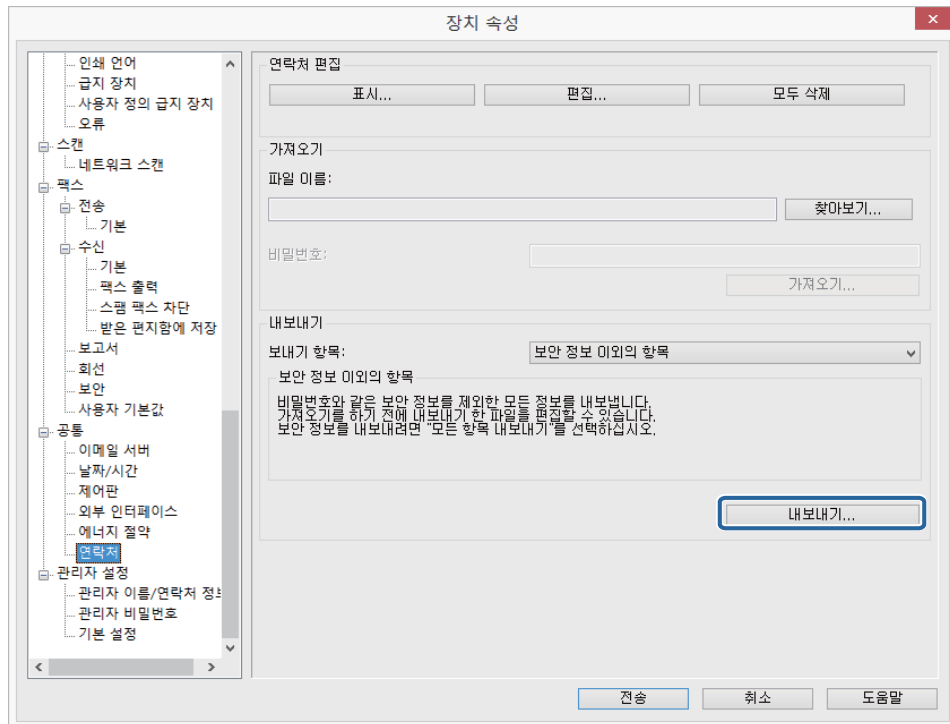 장치 속성
인쇄 언어
급지 장치
사용자 정의 급지 장치
오류
스캔
네트워크 스캔
팩스
전송
기본
수신
기본
팩스 출력
스팸 팩스 차단
받은 편지함에 저장
보고서
회선
보안
사용자 기본값
공통
이메일 서버
날짜/시간
제어판
외부 인터페이스
에너지 절약
연락처
관리자 설정
관리자 이름/연락처
관리자 비밀번호
기본 설정
연락처 편집
표시...
편집...
모두 삭제
가져오기
파일 이름:
찾아보기...
비밀번호:
가져오기...
내보내기
보내기 항목:
보안 정보 이외의 항목
보안 정보 이외의 항목
비밀번호와 같은 보안 정보를 제외한 모든 정보를 내보냅니다.
가져오기를 하기 전에 내보내기 한 파일을 편집할 수 있습니다.
보안 정보를 내보내려면 "모든 항목 내보내기"를 선택하십시오.
내보내기...
전송
취소
도움말